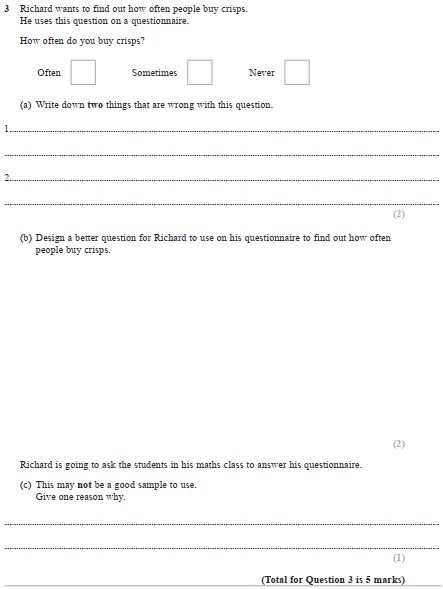 3 Richard wants to find out how often people buy crisps.
He uses this question on a questionnaire.
How often do you buy crisps?
Often Sometimes Never
(a) Write down two things that are wrong with this question.
1.
2.
(2)
(b) Design a better question for Richard to use on his questionnaire to find out how often
people buy crisps.
(2)
Richard is going to ask the students in his maths class to answer his questionnaire.
(c) This may not be a good sample to use.
Give one reason why.
(1)
(Total for Question 3 is 5 marks)